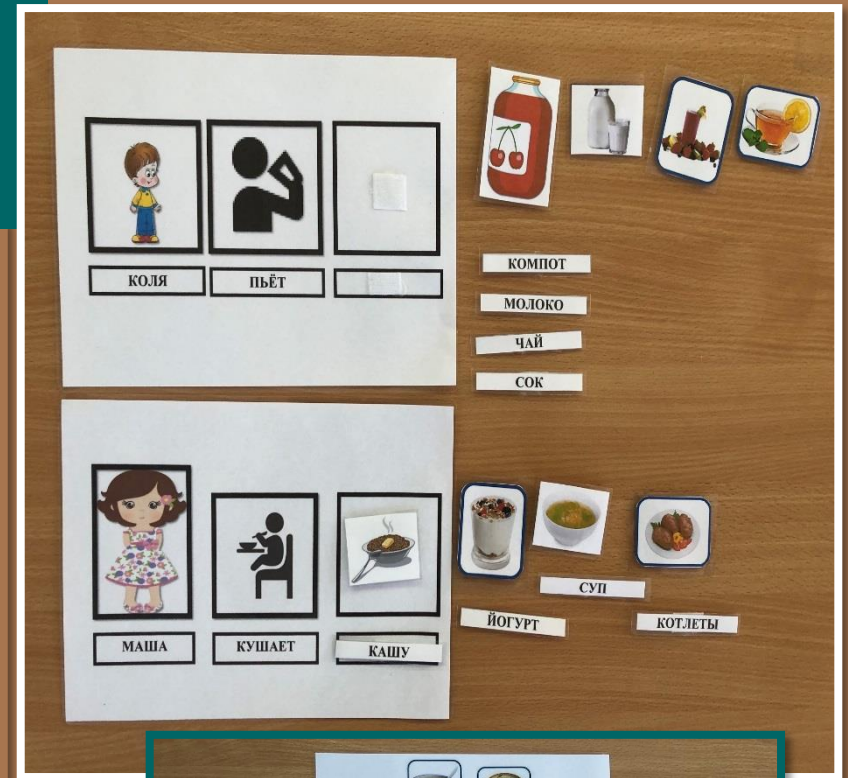 КОЛЯ
ПЬЁТ
КОМПОТ
МОЛОКО
ЧАЙ
СОК
МАША
КУШАЕТ
КАШУ
СУП
ЙОГУРТ
КОТЛЕТЫ